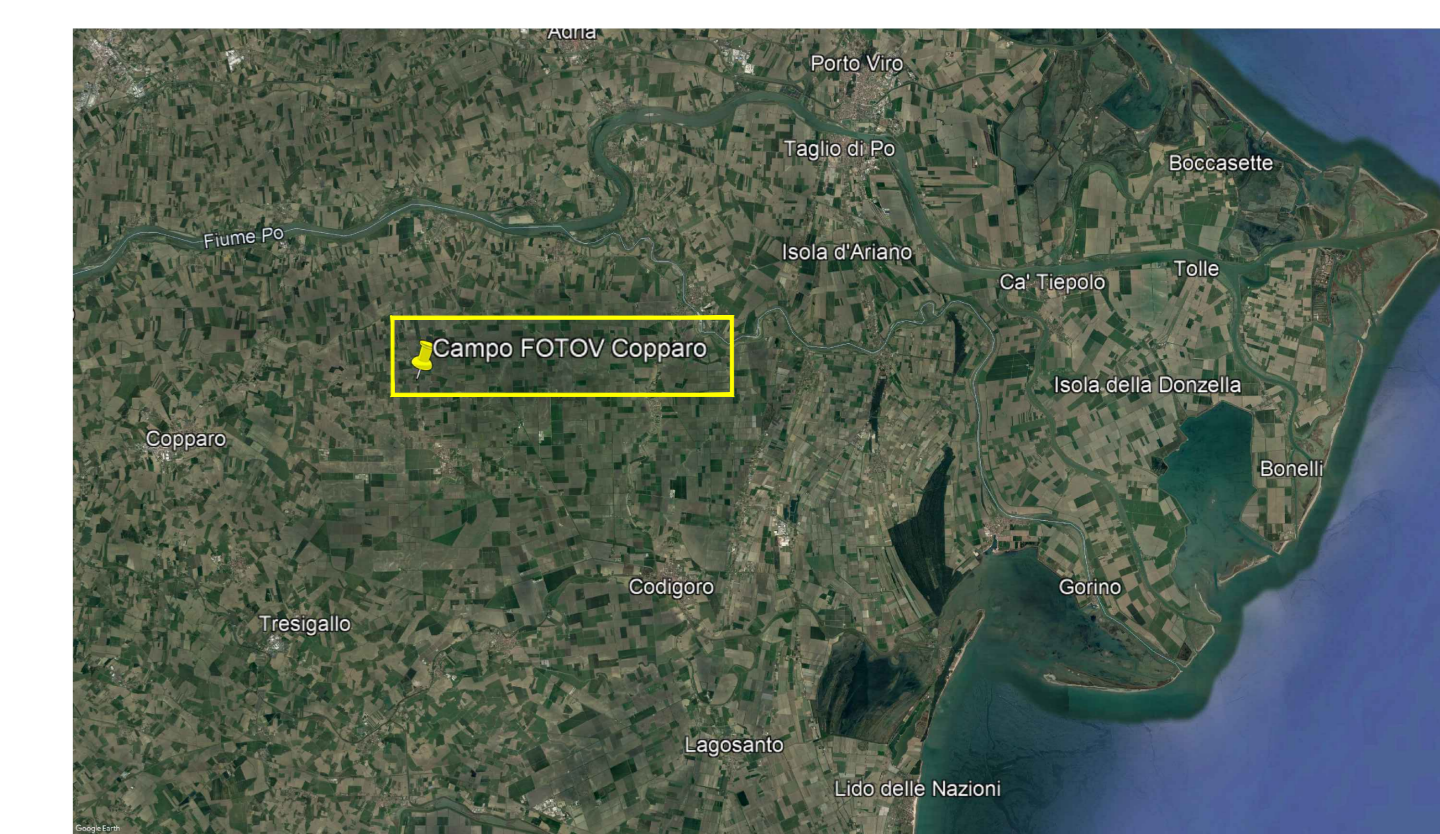 Adria
Porto Viro
Taglio di Po
Boccasette
Fiume Po
Isola d'Ariano
Tolle
Ca' Tiepolo
Campo FOTOV Copparo
Isola della Donzella
Copparo
Bonelli
Codigoro
Gorino
Tresigallo
Lagosanto
Lido delle Nazioni
Google Earth